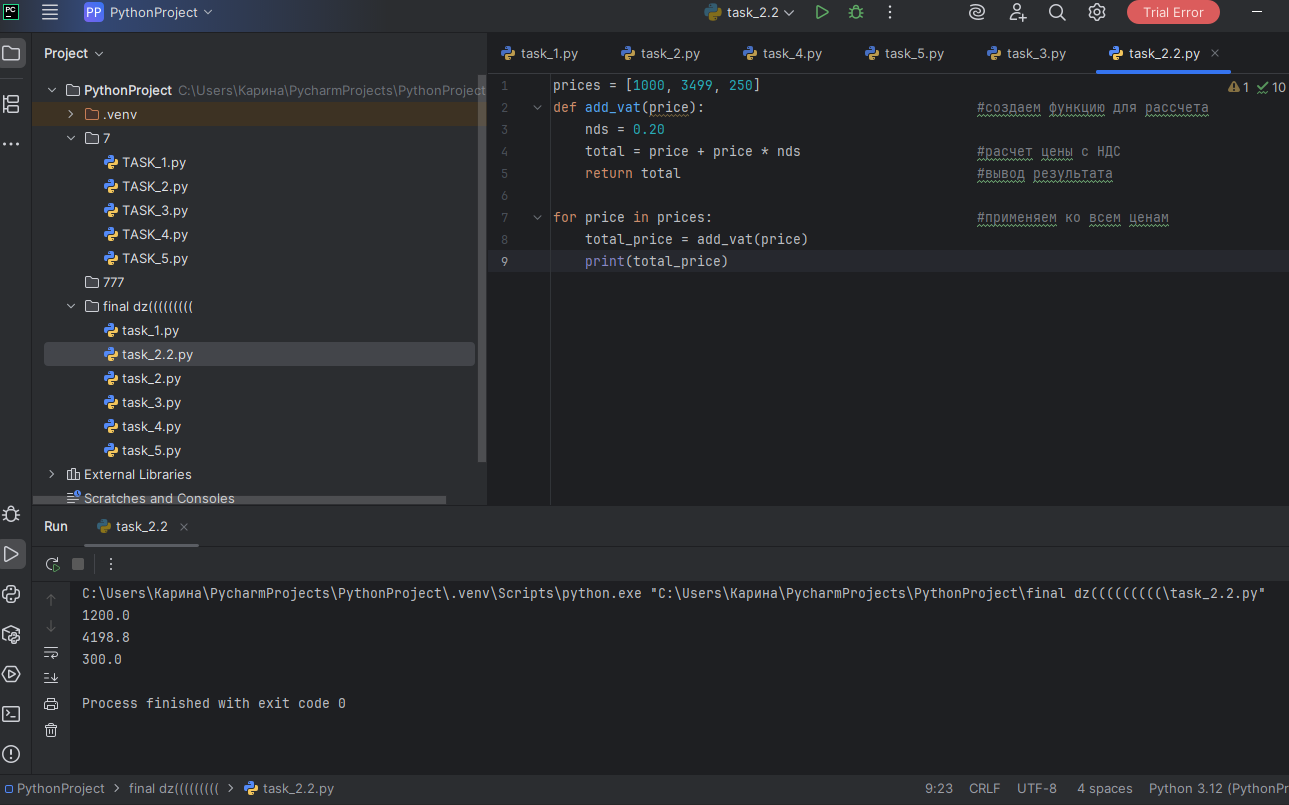 PC
PP PythonProject
task_2.2
Trial Error
Project
PythonProject C:\Users\Карина\PycharmProjects\PythonProject
.venv
7
TASK_1.py
TASK_2.py
TASK_3.py
TASK_4.py
TASK_5.py
777
final dz(((((((((
task_1.py
task_2.2.py
task_2.py
task_3.py
task_4.py
task_5.py
External Libraries
Scratches and Consoles
task_1.py task_2.py task_4.py task_5.py task_3.py task_2.2.py
1 10
1 prices = [1000, 3499, 250]
2 def add_vat(price): #создаем функцию для рассчета
3 nds = 0.20
4 total = price + price * nds #расчет цены с НДС
5 return total #вывод результата
6
7 for price in prices: #применяем ко всем ценам
8 total_price = add_vat(price)
9 print(total_price)
Run task_2.2
C:\Users\Карина\PycharmProjects\PythonProject\.venv\Scripts\python.exe "C:\Users\Карина\PycharmProjects\PythonProject\final dz(((((((((\task_2.2.py"
1200.0
4198.8
300.0
Process finished with exit code 0
PythonProject > final dz((((((((( > task_2.2.py
9:23 CRLF UTF-8 4 spaces Python 3.12 (PythonPr